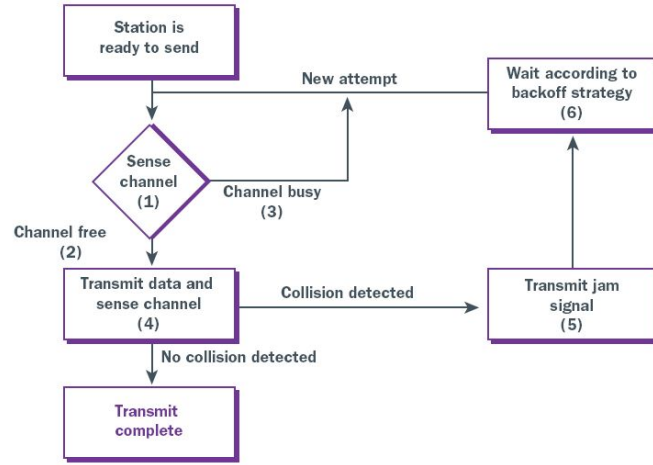 Station is
ready to send
New attempt
Wait according to
backoff strategy
(6)
Sense
channel
(1)
Channel busy
(3)
Channel free
(2)
Transmit data and
sense channel
(4)
Collision detected
Transmit jam
signal
(5)
No collision detected
Transmit
complete